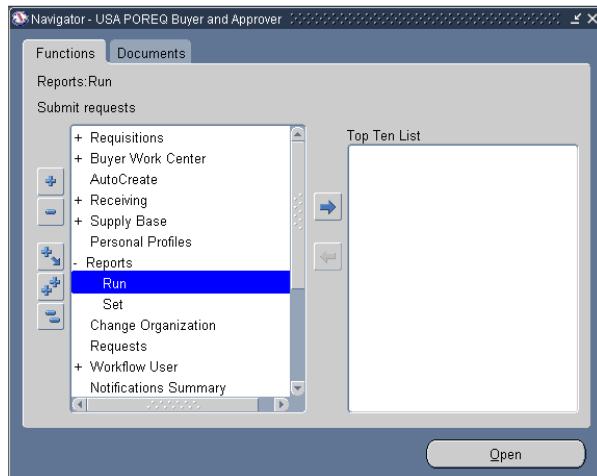 Navigator - USA POREQ Buyer and Approver
Functions
Documents
Reports:Run
Submit requests
Top Ten List
+ Requisitions
+ Buyer Work Center
AutoCreate
+ Receiving
+ Supply Base
Personal Profiles
- Reports
Run
Set
Change Organization
Requests
+ Workflow User
Notifications Summary
Open